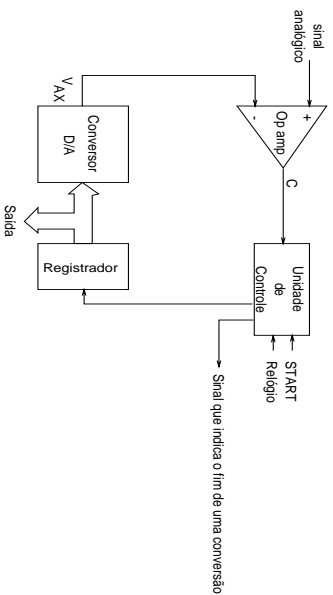 sinal
analógico
+
-
Op amp
C
Unidade
de
Controle
START
Relógio
VAX
Conversor
D/A
Registrador
Saída
Sinal que indica o fim de uma conversão